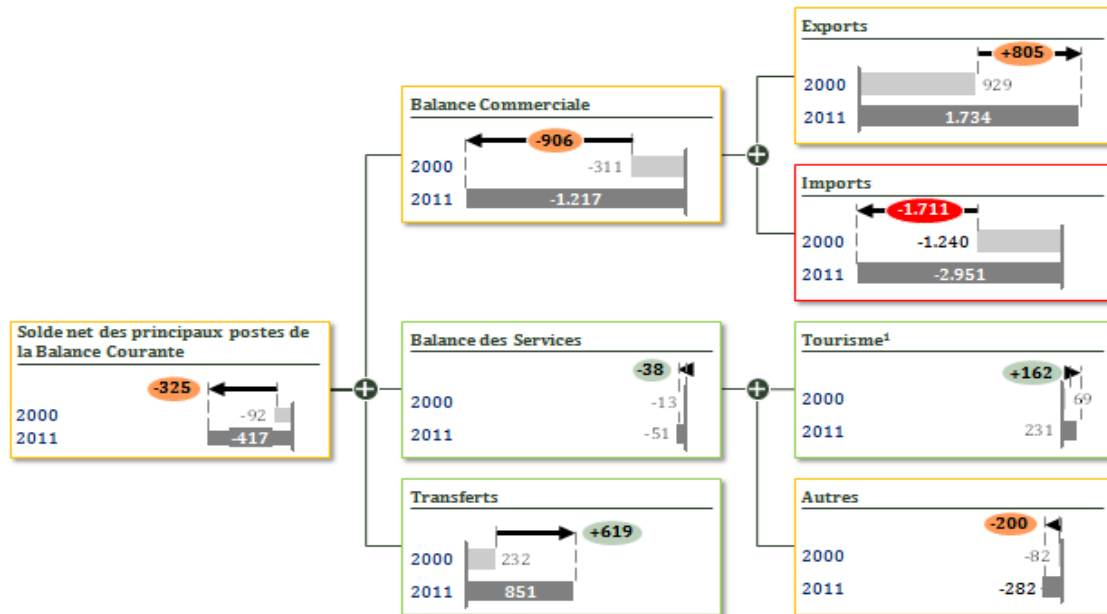 Exports
+805
2000 929
2011 1.734
Balance Commerciale
-906
2000 -311
2011 -1.217
Imports
-1.711
2000 -1.240
2011 -2.951
Solde net des principaux postes de
la Balance Courante
-325
2000 -92
2011 -417
Balance des Services
-38
2000 -13
2011 -51
Tourisme¹
+162
2000 69
2011 231
Transferts
+619
2000 232
2011 851
Autres
-200
2000 -82
2011 -282